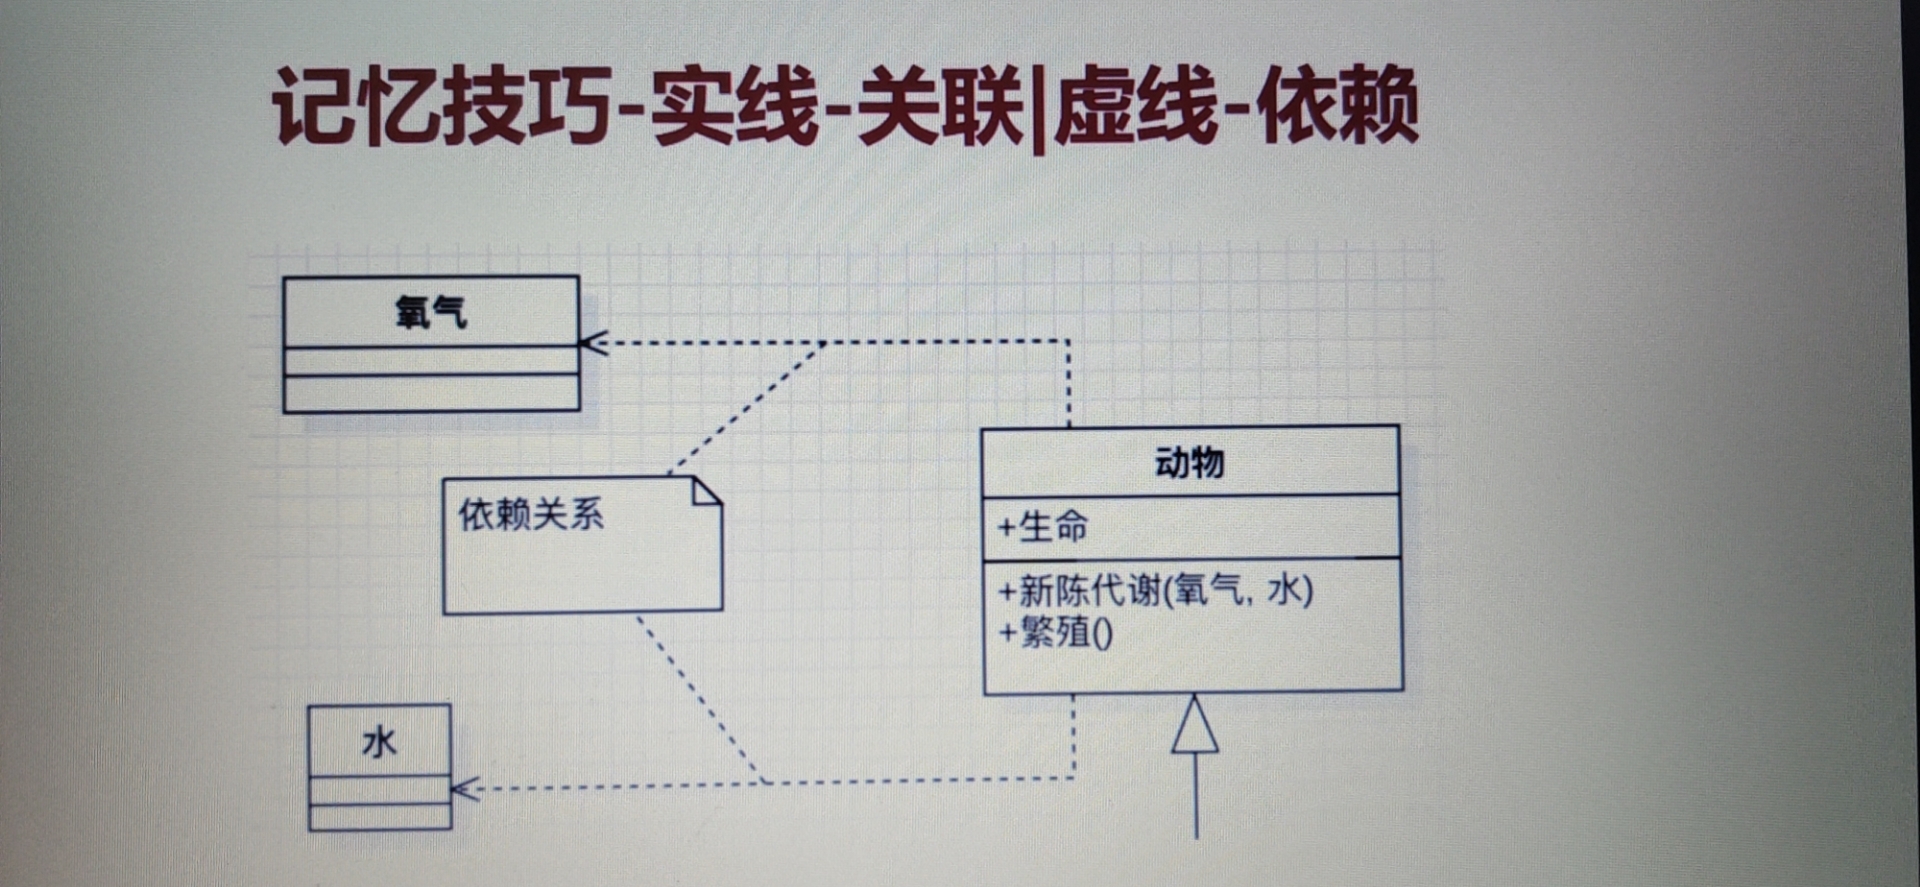 记忆技巧-实线-关联|虚线-依赖
氧气
依赖关系
动物
+生命
+新陈代谢(氧气, 水)
+繁殖()
水